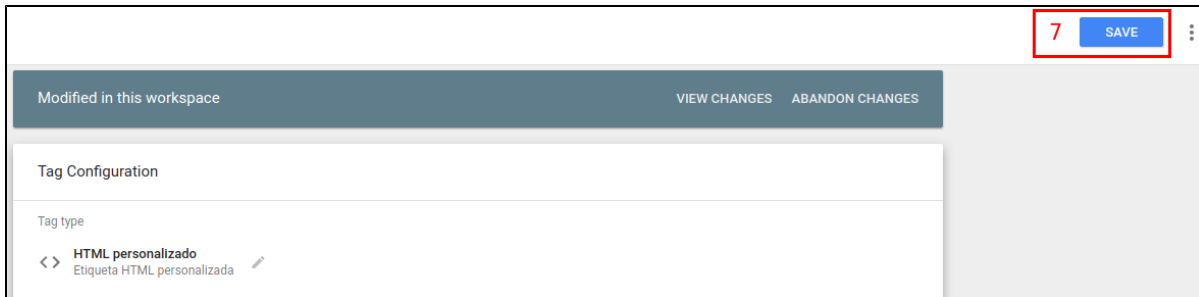 7 SAVE
Modified in this workspace VIEW CHANGES ABANDON CHANGES
Tag Configuration
Tag type
HTML personalizado
Etiqueta HTML personalizada